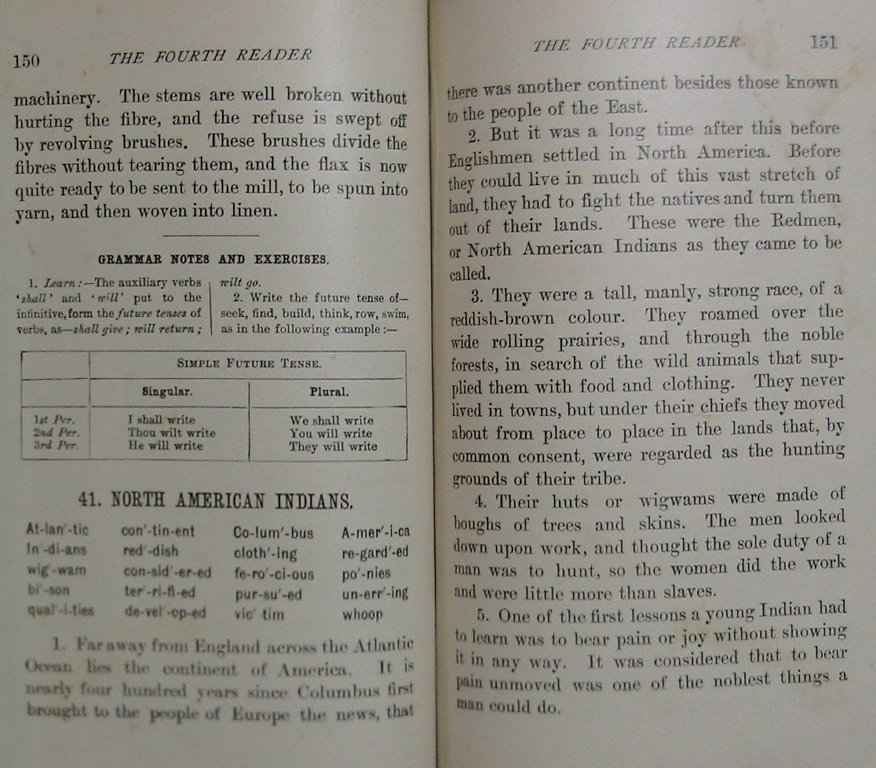 150 THE FOURTH READER
machinery. The stems are well broken without
hurting the fibre, and the refuse is swept off
by revolving brushes. These brushes divide the
fibres without tearing them, and the flax is now
quite ready to be sent to the mill, to be spun into
yarn, and then woven into linen.
GRAMMAR NOTES AND EXERCISES.
1. Learn:—The auxiliary verbs
'shall' and 'will' put to the
infinitive, form the future tenses of
verbs, as—shall give; will return;
wilt go.
2. Write the future tense of—
seek, find, build, think, row, swim,
as in the following example:—
SIMPLE FUTURE TENSE.
Singular. Plural.
1st Per. I shall write We shall write
2nd Per. Thou wilt write You will write
3rd Per. He will write They will write
41. NORTH AMERICAN INDIANS.
At-lan'-tic con'-tin-ent Co-lum'-bus A-mer'-i-ca
In'-di-ans red'-dish cloth'-ing re-gard'-ed
wig'-wam con-sid'-er-ed fe-ro'-ci-ous po'-nies
bi'-son ter'-ri-fi-ed pur-su'-ed un-err'-ing
qual'-i-ties de-vel'-op-ed vic'-tim whoop
1. Far away from England across the Atlantic
Ocean lies the continent of America. It is
nearly four hundred years since Columbus first
brought to the people of Europe the news, that
THE FOURTH READER 151
there was another continent besides those known
to the people of the East.
2. But it was a long time after this before
Englishmen settled in North America. Before
they could live in much of this vast stretch of
land, they had to fight the natives and turn them
out of their lands. These were the Redmen,
or North American Indians as they came to be
called.
3. They were a tall, manly, strong race, of a
reddish-brown colour. They roamed over the
wide rolling prairies, and through the noble
forests, in search of the wild animals that sup-
plied them with food and clothing. They never
lived in towns, but under their chiefs they moved
about from place to place in the lands that, by
common consent, were regarded as the hunting
grounds of their tribe.
4. Their huts or wigwams were made of
boughs of trees and skins. The men looked
down upon work, and thought the sole duty of a
man was to hunt, so the women did the work
and were little more than slaves.
5. One of the first lessons a young Indian had
to learn was to bear pain or joy without showing
it in any way. It was considered that to bear
pain unmoved was one of the noblest things a
man could do.